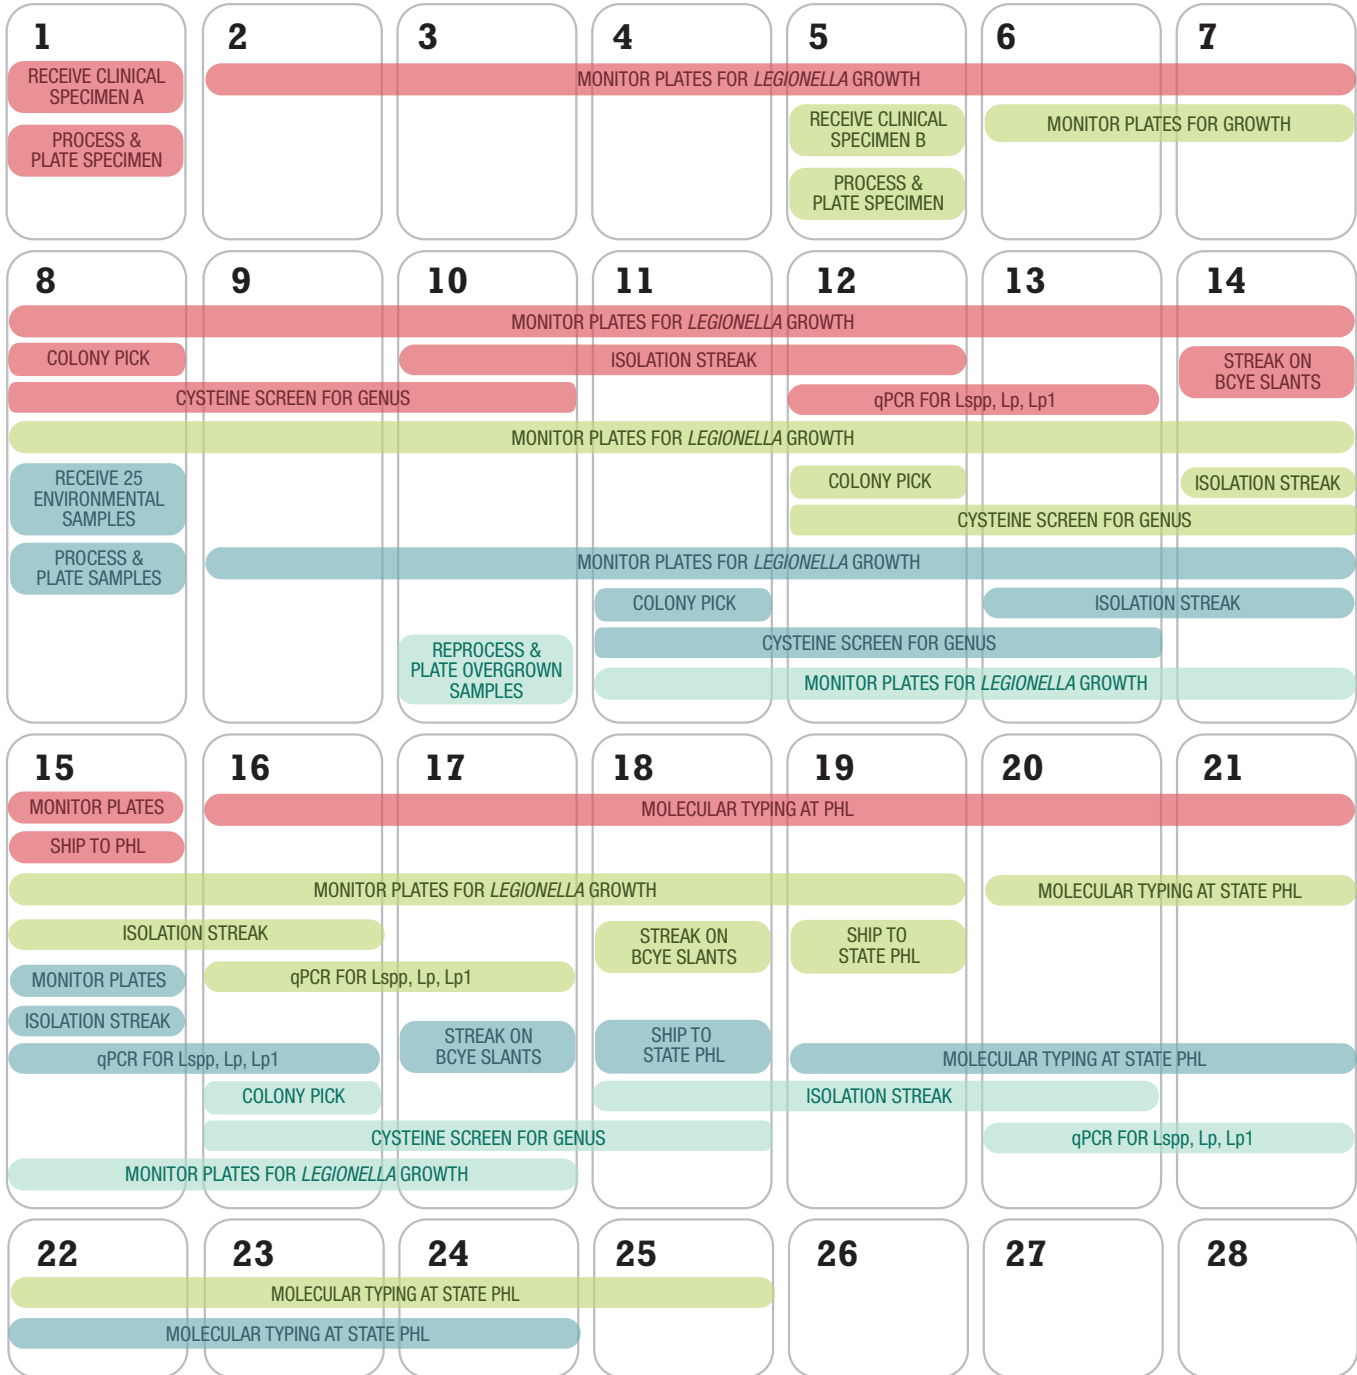 1
2
3
4
5
6
7
RECEIVE CLINICAL
SPECIMEN A
MONITOR PLATES FOR LEGIONELLA GROWTH
PROCESS &
PLATE SPECIMEN
RECEIVE CLINICAL
SPECIMEN B
MONITOR PLATES FOR GROWTH
PROCESS &
PLATE SPECIMEN
8
9
10
11
12
13
14
MONITOR PLATES FOR LEGIONELLA GROWTH
COLONY PICK
ISOLATION STREAK
STREAK ON
BCYE SLANTS
CYSTEINE SCREEN FOR GENUS
qPCR FOR Lspp, Lp, Lp1
MONITOR PLATES FOR LEGIONELLA GROWTH
RECEIVE 25
ENVIRONMENTAL
SAMPLES
COLONY PICK
ISOLATION STREAK
CYSTEINE SCREEN FOR GENUS
PROCESS &
PLATE SAMPLES
MONITOR PLATES FOR LEGIONELLA GROWTH
COLONY PICK
ISOLATION STREAK
CYSTEINE SCREEN FOR GENUS
REPROCESS &
PLATE OVERGROWN
SAMPLES
MONITOR PLATES FOR LEGIONELLA GROWTH
15
16
17
18
19
20
21
MONITOR PLATES
MOLECULAR TYPING AT PHL
SHIP TO PHL
MONITOR PLATES FOR LEGIONELLA GROWTH
MOLECULAR TYPING AT STATE PHL
ISOLATION STREAK
STREAK ON
BCYE SLANTS
SHIP TO
STATE PHL
MONITOR PLATES
qPCR FOR Lspp, Lp, Lp1
ISOLATION STREAK
STREAK ON
BCYE SLANTS
SHIP TO
STATE PHL
qPCR FOR Lspp, Lp, Lp1
MOLECULAR TYPING AT STATE PHL
COLONY PICK
ISOLATION STREAK
CYSTEINE SCREEN FOR GENUS
qPCR FOR Lspp, Lp, Lp1
MONITOR PLATES FOR LEGIONELLA GROWTH
22
23
24
25
26
27
28
MOLECULAR TYPING AT STATE PHL
MOLECULAR TYPING AT STATE PHL